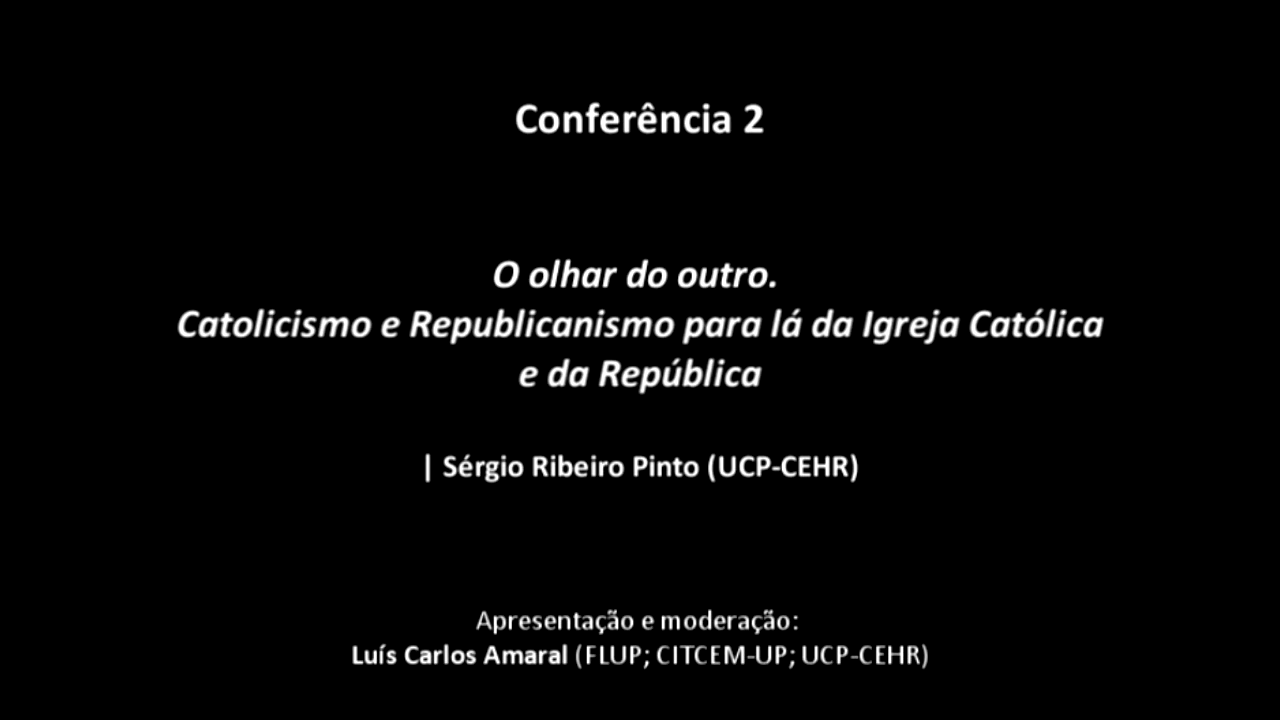 Conferência 2
O olhar do outro.
Catolicismo e Republicanismo para lá da Igreja Católica
e da República
| Sérgio Ribeiro Pinto (UCP-CEHR)
Apresentação e moderação:
Luís Carlos Amaral (FLUP; CITCEM-UP; UCP-CEHR)